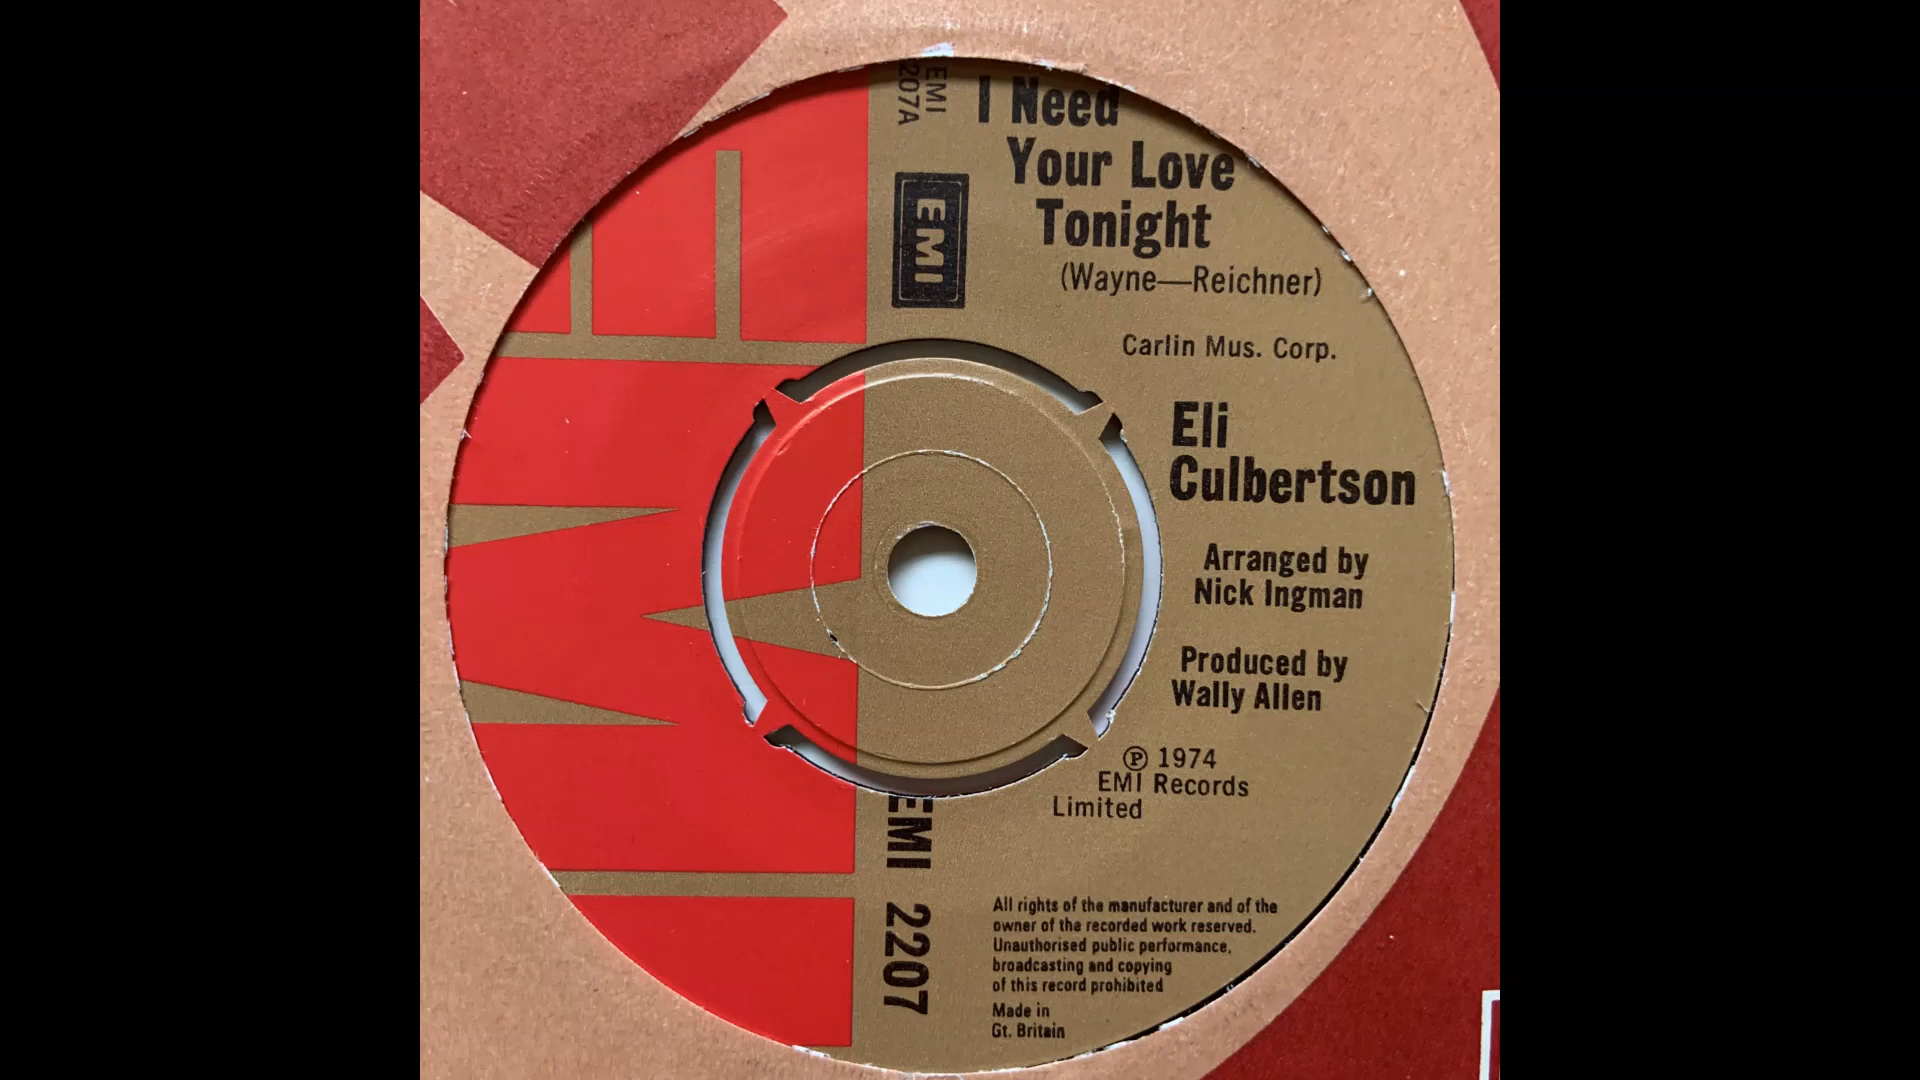 EMI
2207A
I Need
Your Love
Tonight
(Wayne—Reichner)
EMI
Carlin Mus. Corp.
Eli
Culbertson
Arranged by
Nick Ingman
Produced by
Wally Allen
℗ 1974
EMI Records
Limited
EMI 2207
All rights of the manufacturer and of the
owner of the recorded work reserved.
Unauthorised public performance,
broadcasting and copying
of this record prohibited
Made in
Gt. Britain